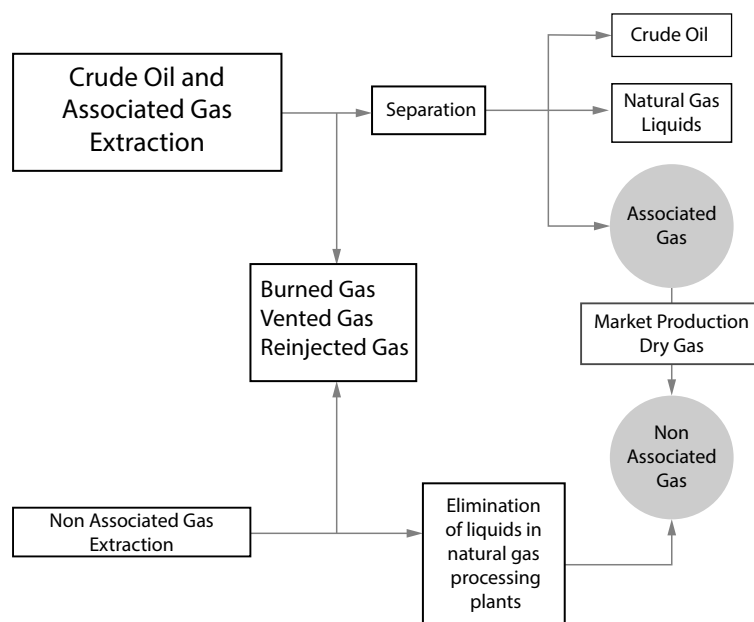 Crude Oil and
Associated Gas
Extraction
Separation
Crude Oil
Natural Gas
Liquids
Associated
Gas
Burned Gas
Vented Gas
Reinjected Gas
Market Production
Dry Gas
Non
Associated
Gas
Non Associated Gas
Extraction
Elimination
of liquids in
natural gas
processing
plants